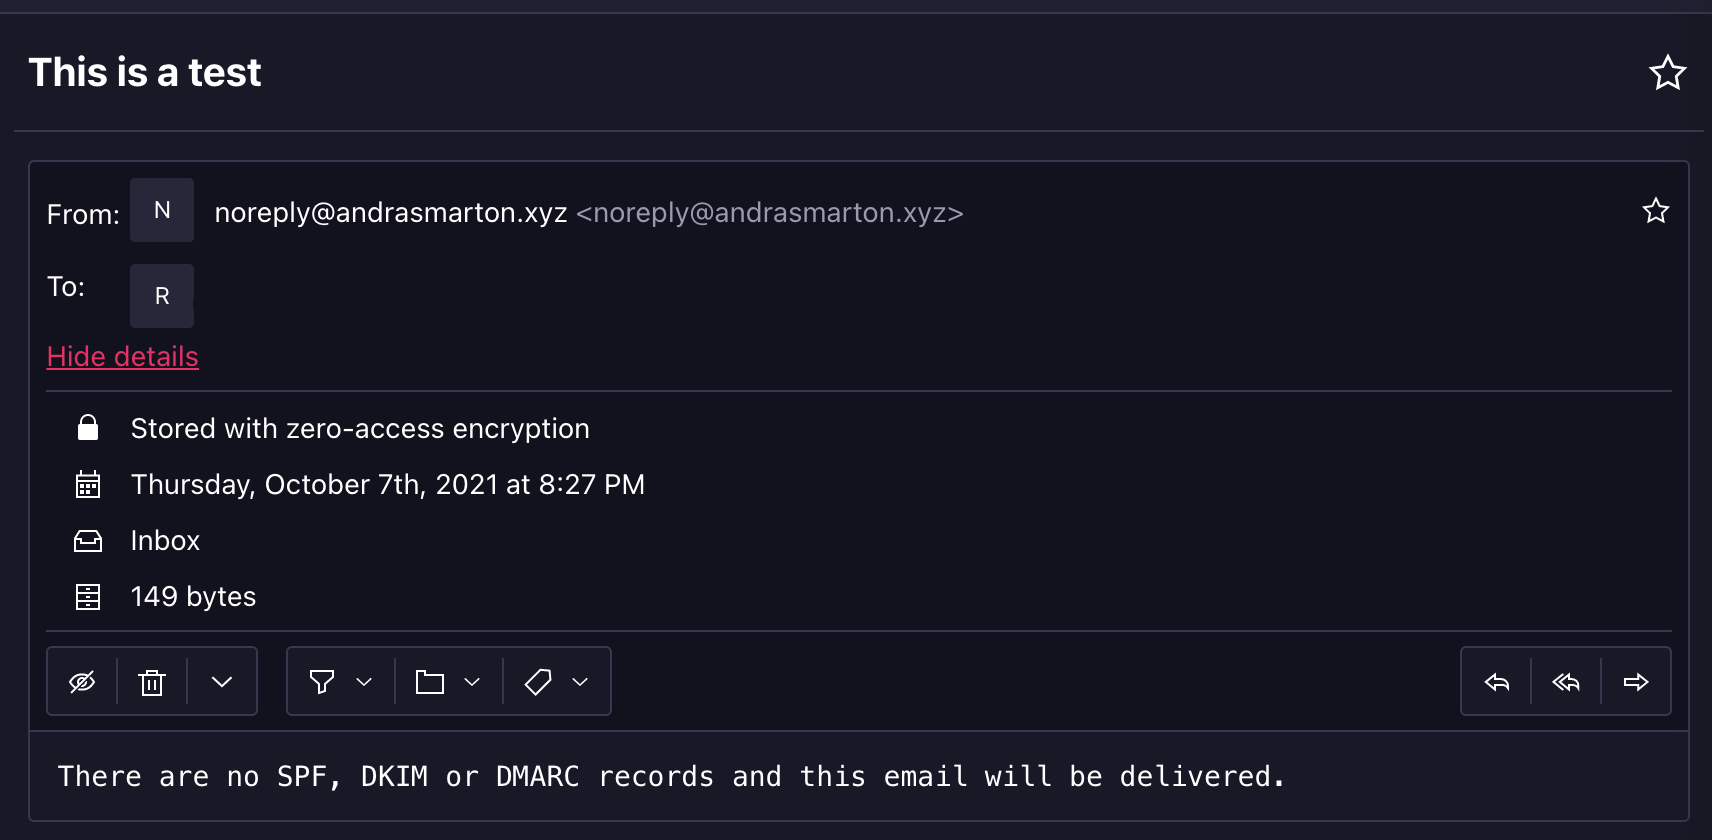 This is a test
From: N noreply@andrasmarton.xyz <noreply@andrasmarton.xyz>
To: R
Hide details
Stored with zero-access encryption
Thursday, October 7th, 2021 at 8:27 PM
Inbox
149 bytes
There are no SPF, DKIM or DMARC records and this email will be delivered.